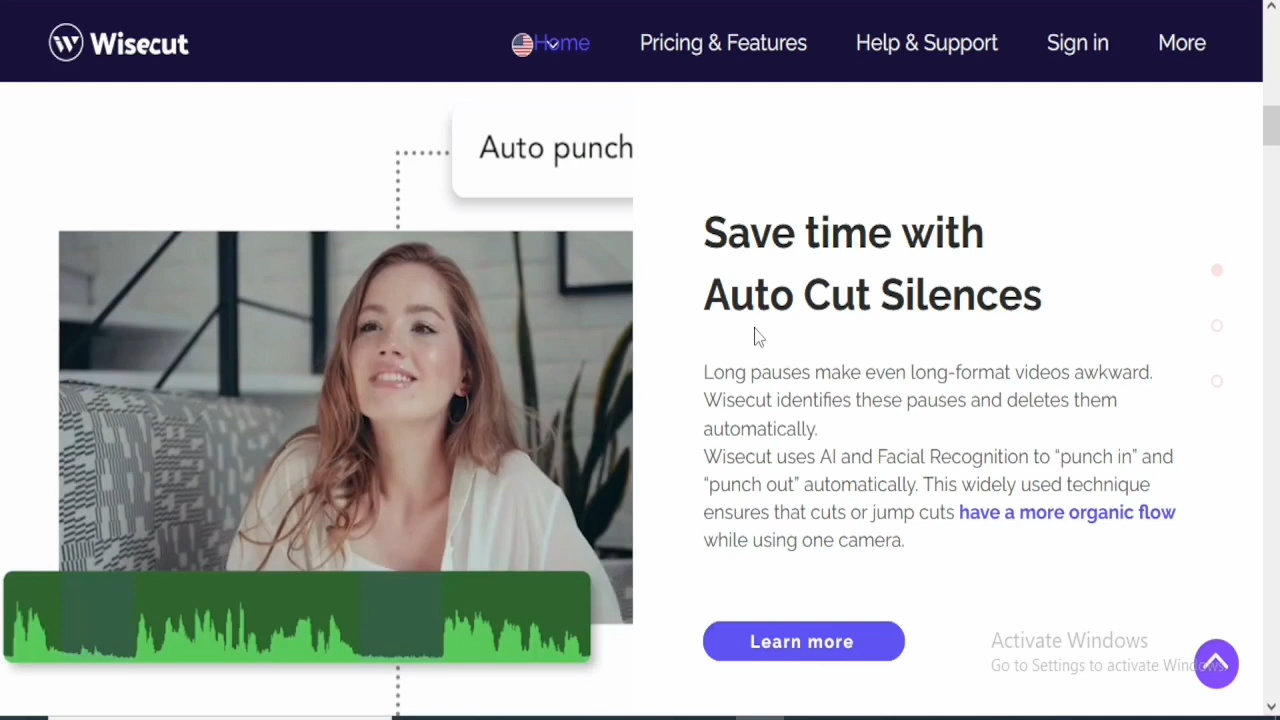 Wisecut
Home
Pricing & Features
Help & Support
Sign in
More
Auto punch
Save time with
Auto Cut Silences
Long pauses make even long-format videos awkward.
Wisecut identifies these pauses and deletes them
automatically.
Wisecut uses AI and Facial Recognition to “punch in” and
“punch out” automatically. This widely used technique
ensures that cuts or jump cuts have a more organic flow
while using one camera.
Learn more
Activate Windows
Go to Settings to activate Windows.